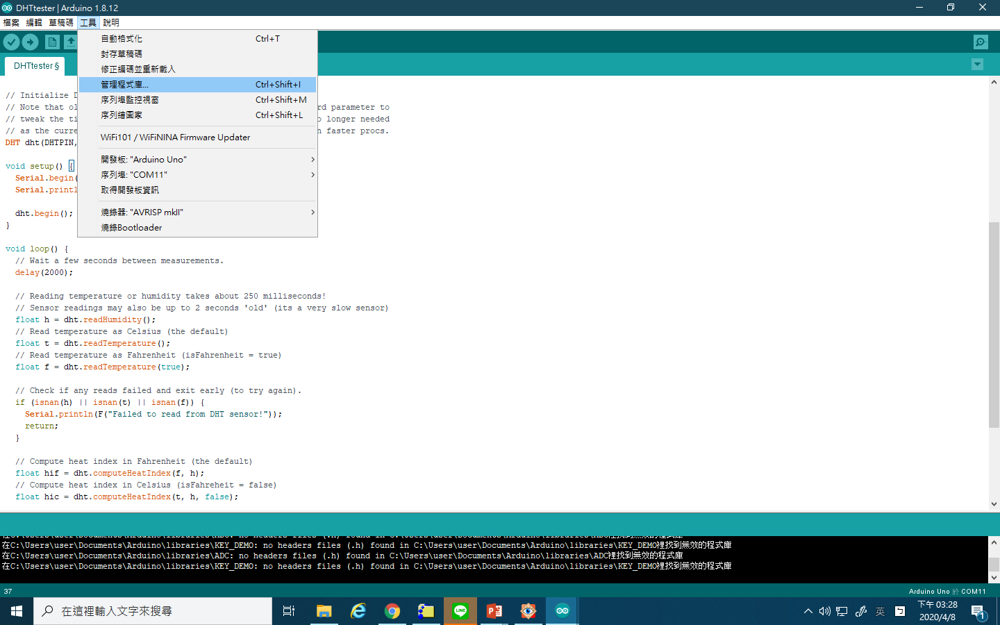 DHTtester | Arduino 1.8.12
檔案 編輯 草稿碼 工具 說明
自動格式化 Ctrl+T
封存草稿碼
修正編碼並重新載入
管理程式庫... Ctrl+Shift+I
序列埠監控視窗 Ctrl+Shift+M
序列繪圖家 Ctrl+Shift+L
WiFi101 / WiFiNINA Firmware Updater
開發板: "Arduino Uno"
序列埠: "COM11"
取得開發板資訊
燒錄器: "AVRISP mkII"
燒錄Bootloader
DHTtester §
// Initialize D
// Note that ol rd parameter to
// tweak the ti o longer needed
// as the curre n faster procs.
DHT dht(DHTPIN,
void setup() {
Serial.begin(
Serial.printl
dht.begin();
}
void loop() {
// Wait a few seconds between measurements.
delay(2000);
// Reading temperature or humidity takes about 250 milliseconds!
// Sensor readings may also be up to 2 seconds 'old' (its a very slow sensor)
float h = dht.readHumidity();
// Read temperature as Celsius (the default)
float t = dht.readTemperature();
// Read temperature as Fahrenheit (isFahrenheit = true)
float f = dht.readTemperature(true);
// Check if any reads failed and exit early (to try again).
if (isnan(h) || isnan(t) || isnan(f)) {
Serial.println(F("Failed to read from DHT sensor!"));
return;
}
// Compute heat index in Fahrenheit (the default)
float hif = dht.computeHeatIndex(f, h);
// Compute heat index in Celsius (isFahreheit = false)
float hic = dht.computeHeatIndex(t, h, false);
在C:\Users\user\Documents\Arduino\libraries\KEY_DEMO: no headers files (.h) found in C:\Users\user\Documents\Arduino\libraries\KEY_DEMO裡找到無效的程式庫
在C:\Users\user\Documents\Arduino\libraries\ADC: no headers files (.h) found in C:\Users\user\Documents\Arduino\libraries\ADC裡找到無效的程式庫
在C:\Users\user\Documents\Arduino\libraries\KEY_DEMO: no headers files (.h) found in C:\Users\user\Documents\Arduino\libraries\KEY_DEMO裡找到無效的程式庫
37 Arduino Uno 於 COM11
在這裡輸入文字來搜尋
LINE
英 ㄅ
下午 03:28
2020/4/8
1